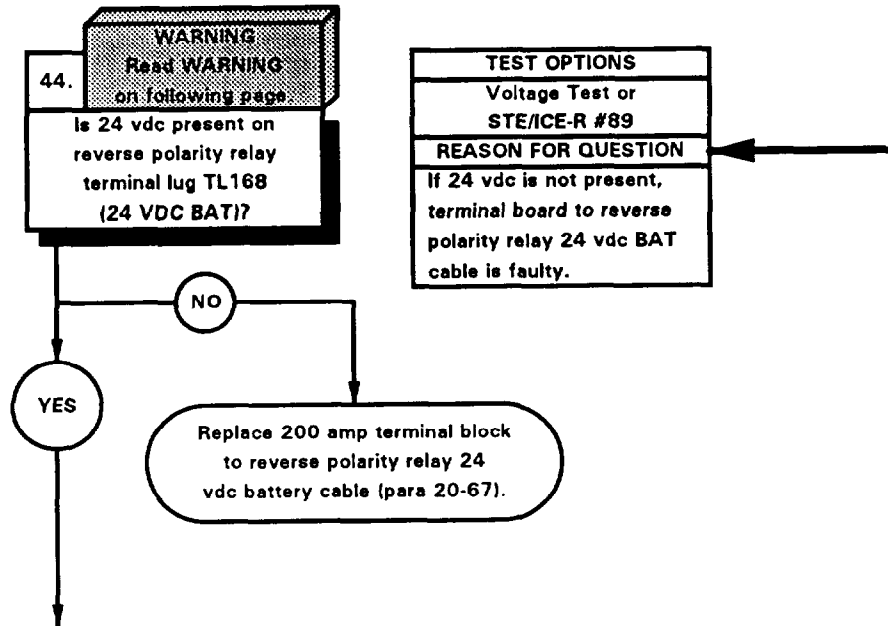 WARNING
Read WARNING
on following page
44.
Is 24 vdc present on
reverse polarity relay
terminal lug TL168
(24 VDC BAT)?
TEST OPTIONS
Voltage Test or
STE/ICE-R #89
REASON FOR QUESTION
If 24 vdc is not present,
terminal board to reverse
polarity relay 24 vdc BAT
cable is faulty.
NO
YES
Replace 200 amp terminal block
to reverse polarity relay 24
vdc battery cable (para 20-67).